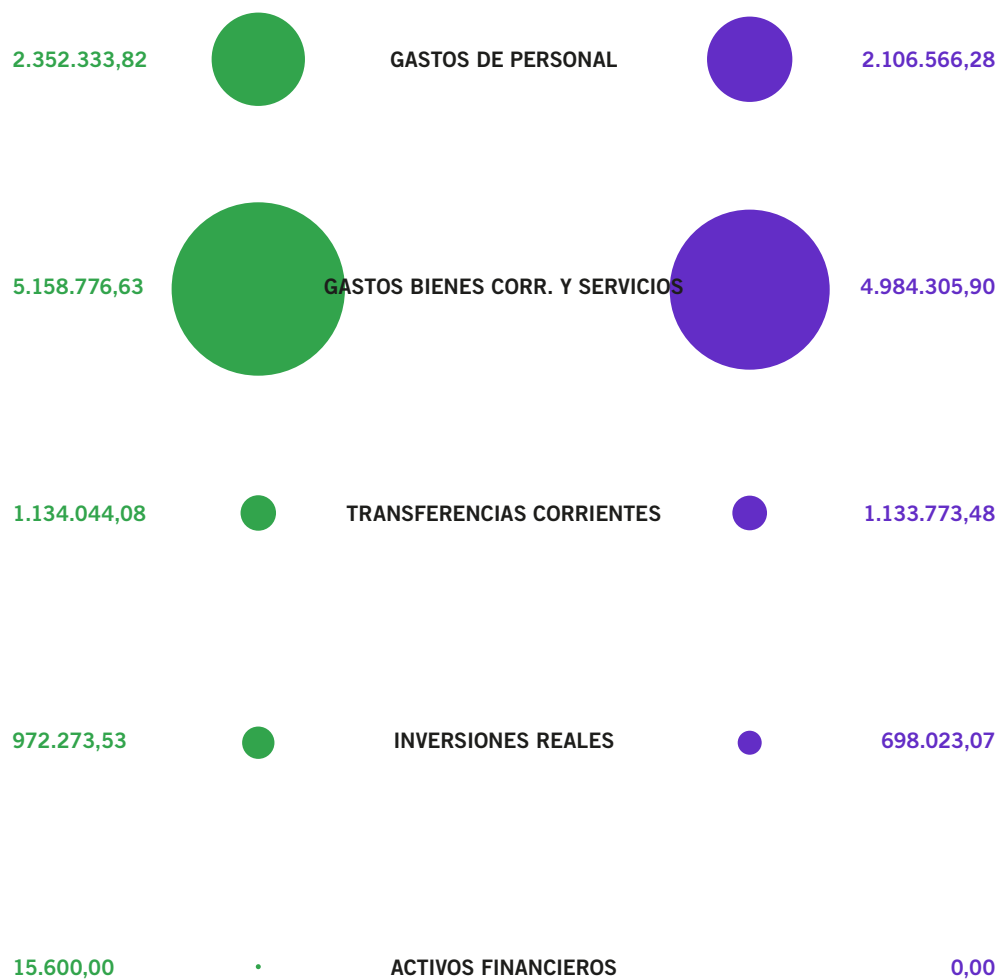 2.352.333,82 GASTOS DE PERSONAL 2.106.566,28
5.158.776,63 GASTOS BIENES CORR. Y SERVICIOS 4.984.305,90
1.134.044,08 TRANSFERENCIAS CORRIENTES 1.133.773,48
972.273,53 INVERSIONES REALES 698.023,07
15.600,00 ACTIVOS FINANCIEROS 0,00